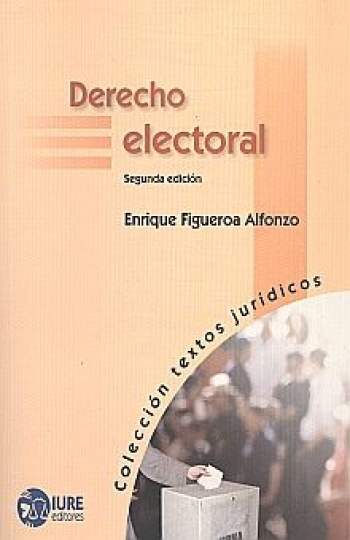 Derecho
electoral
Segunda edición
Enrique Figueroa Alfonzo
Colección textos jurídicos
IURE
editores